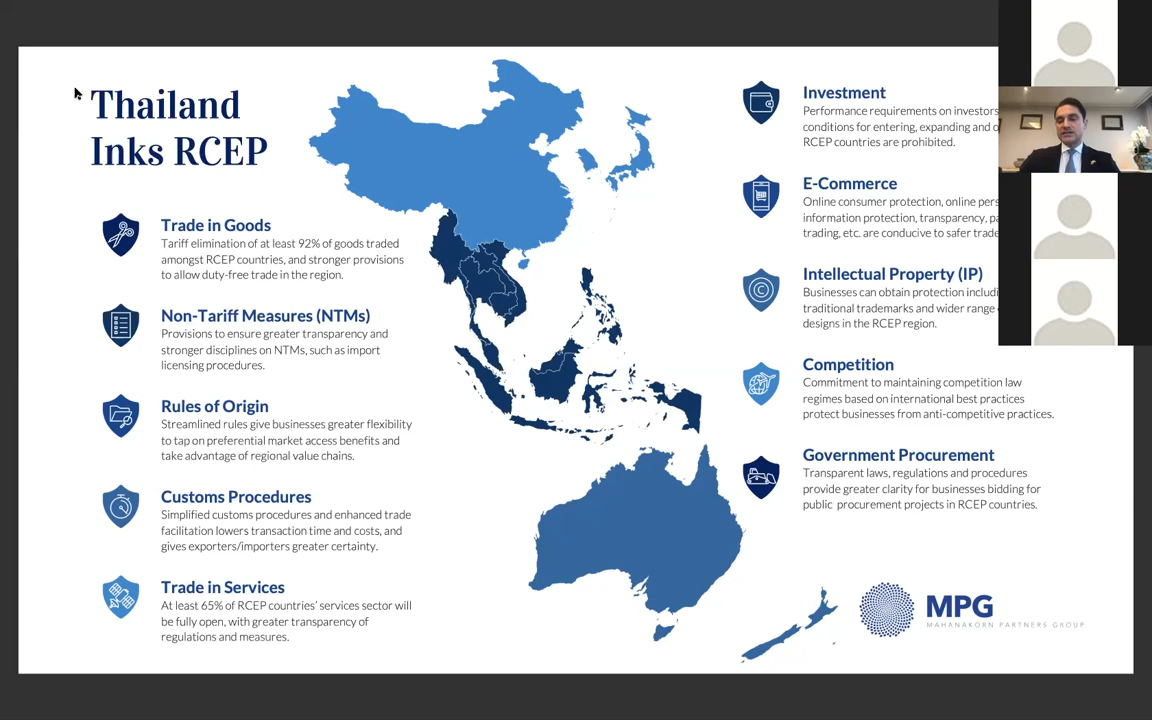 Thailand
Inks RCEP
Trade in Goods
Tariff elimination of at least 92% of goods traded
amongst RCEP countries, and stronger provisions
to allow duty-free trade in the region.
Non-Tariff Measures (NTMs)
Provisions to ensure greater transparency and
stronger disciplines on NTMs, such as import
licensing procedures.
Rules of Origin
Streamlined rules give businesses greater flexibility
to tap on preferential market access benefits and
take advantage of regional value chains.
Customs Procedures
Simplified customs procedures and enhanced trade
facilitation lowers transaction time and costs, and
gives exporters/importers greater certainty.
Trade in Services
At least 65% of RCEP countries' services sector will
be fully open, with greater transparency of
regulations and measures.
Investment
Performance requirements on investors
conditions for entering, expanding and
RCEP countries are prohibited.
E-Commerce
Online consumer protection, online
information protection, transparency,
trading, etc. are conducive to safer trade
Intellectual Property (IP)
Businesses can obtain protection
traditional trademarks and wider range
designs in the RCEP region.
Competition
Commitment to maintaining competition law
regimes based on international best practices
protect businesses from anti-competitive practices.
Government Procurement
Transparent laws, regulations and procedures
provide greater clarity for businesses bidding for
public procurement projects in RCEP countries.
MPG
MAHANAKORN PARTNERS GROUP